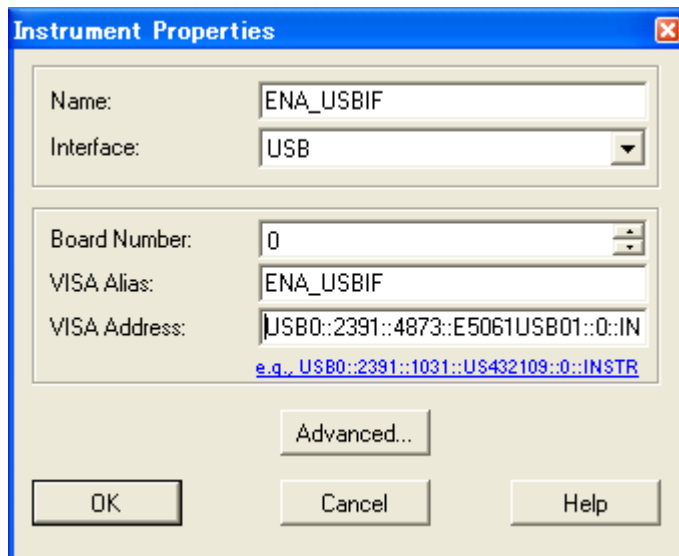 Instrument Properties
Name: ENA_USBIF
Interface: USB
Board Number: 0
VISA Alias: ENA_USBIF
VISA Address: USB0::2391::4873::E5061USB01::0::IN
e.g., USB0::2391::1031::US432109::0::INSTR
Advanced...
OK Cancel Help